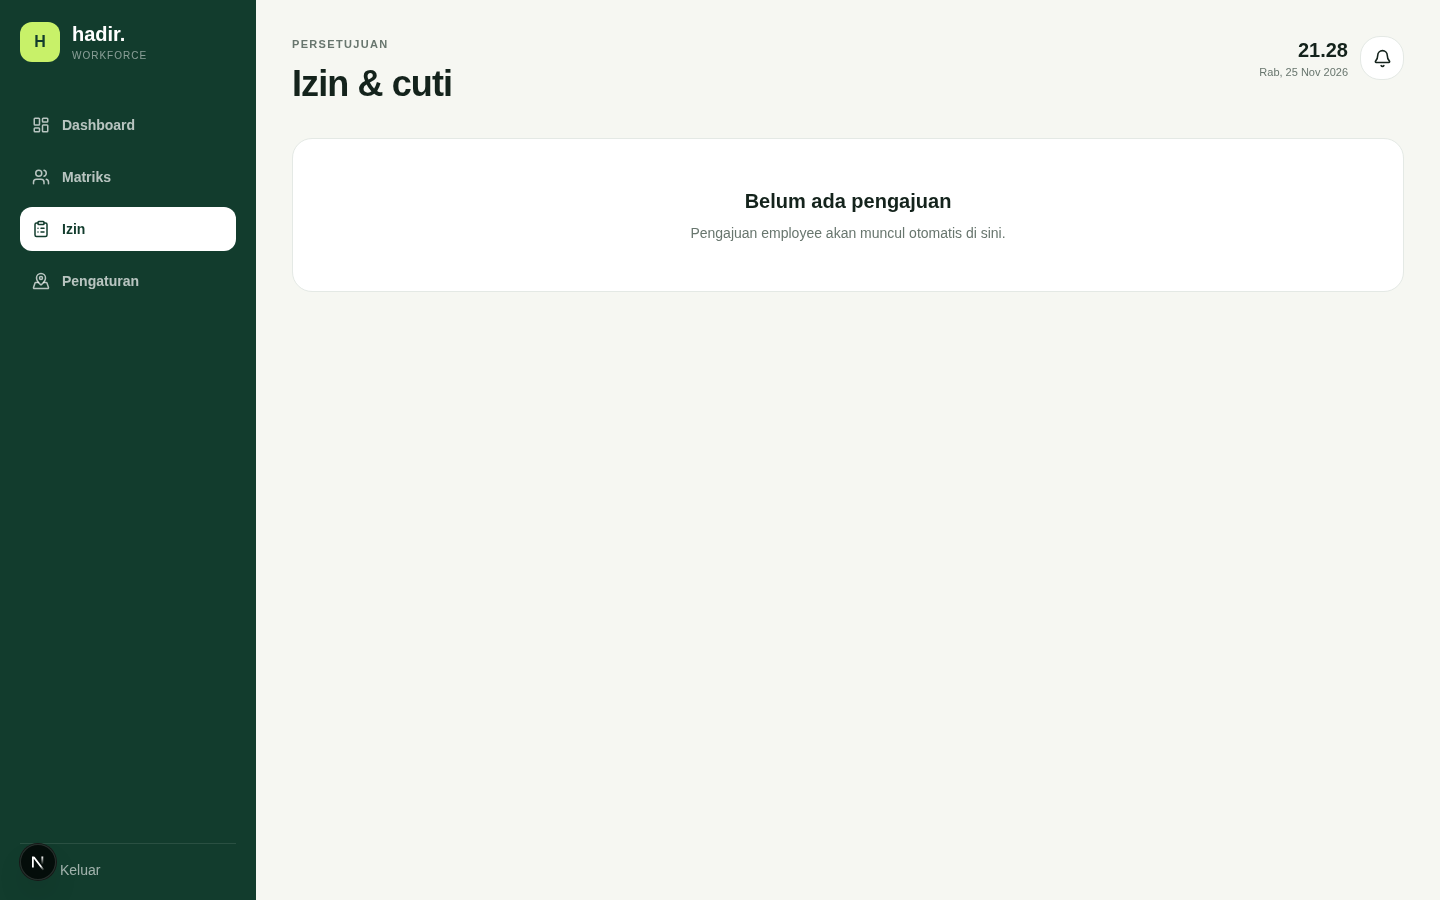 H
hadir.
WORKFORCE
Dashboard
Matriks
Izin
Pengaturan
N
Keluar
PERSETUJUAN
Izin & cuti
21.28
Rab, 25 Nov 2026
Belum ada pengajuan
Pengajuan employee akan muncul otomatis di sini.